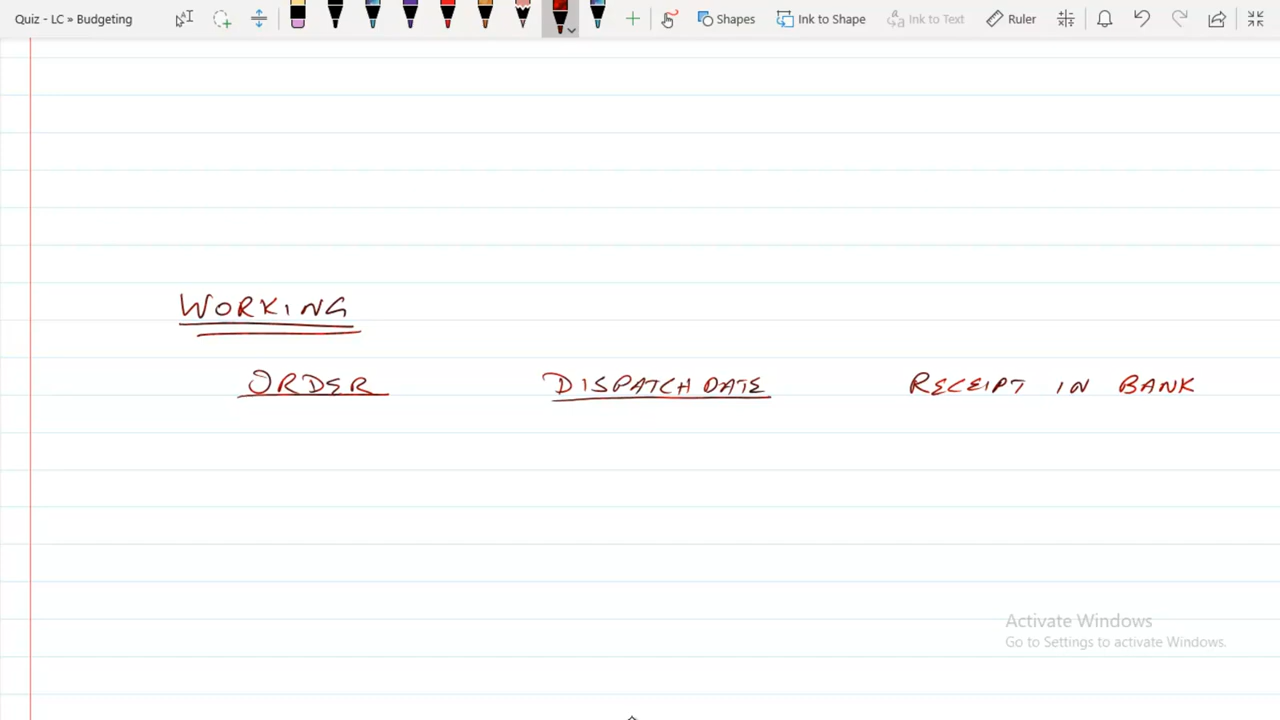 Quiz - LC » Budgeting
Shapes
Ink to Shape
Ink to Text
Ruler
WORKING
ORDER DISPATCH DATE RECEIPT IN BANK
Activate Windows
Go to Settings to activate Windows.